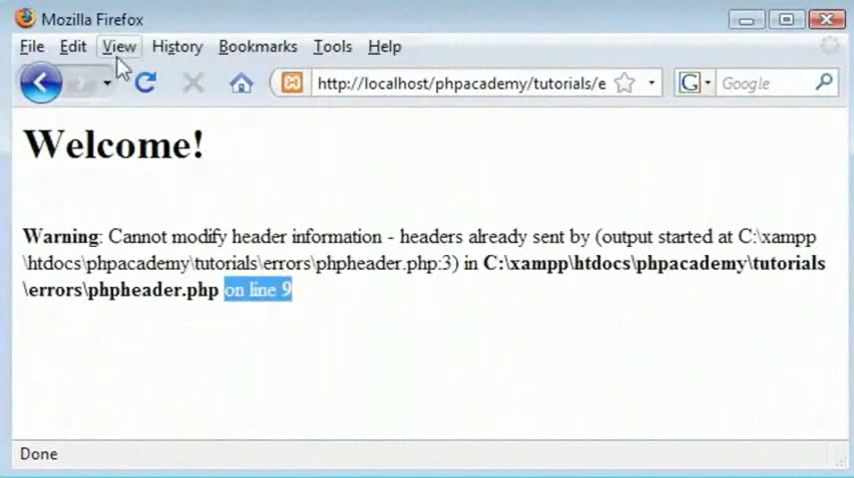 Mozilla Firefox
File Edit View History Bookmarks Tools Help
http://localhost/phpacademy/tutorials/e G Google
Welcome!
Warning: Cannot modify header information - headers already sent by (output started at C:\xampp
\htdocs\phpacademy\tutorials\errors\phpheader.php:3) in C:\xampp\htdocs\phpacademy\tutorials
\errors\phpheader.php on line 9
Done